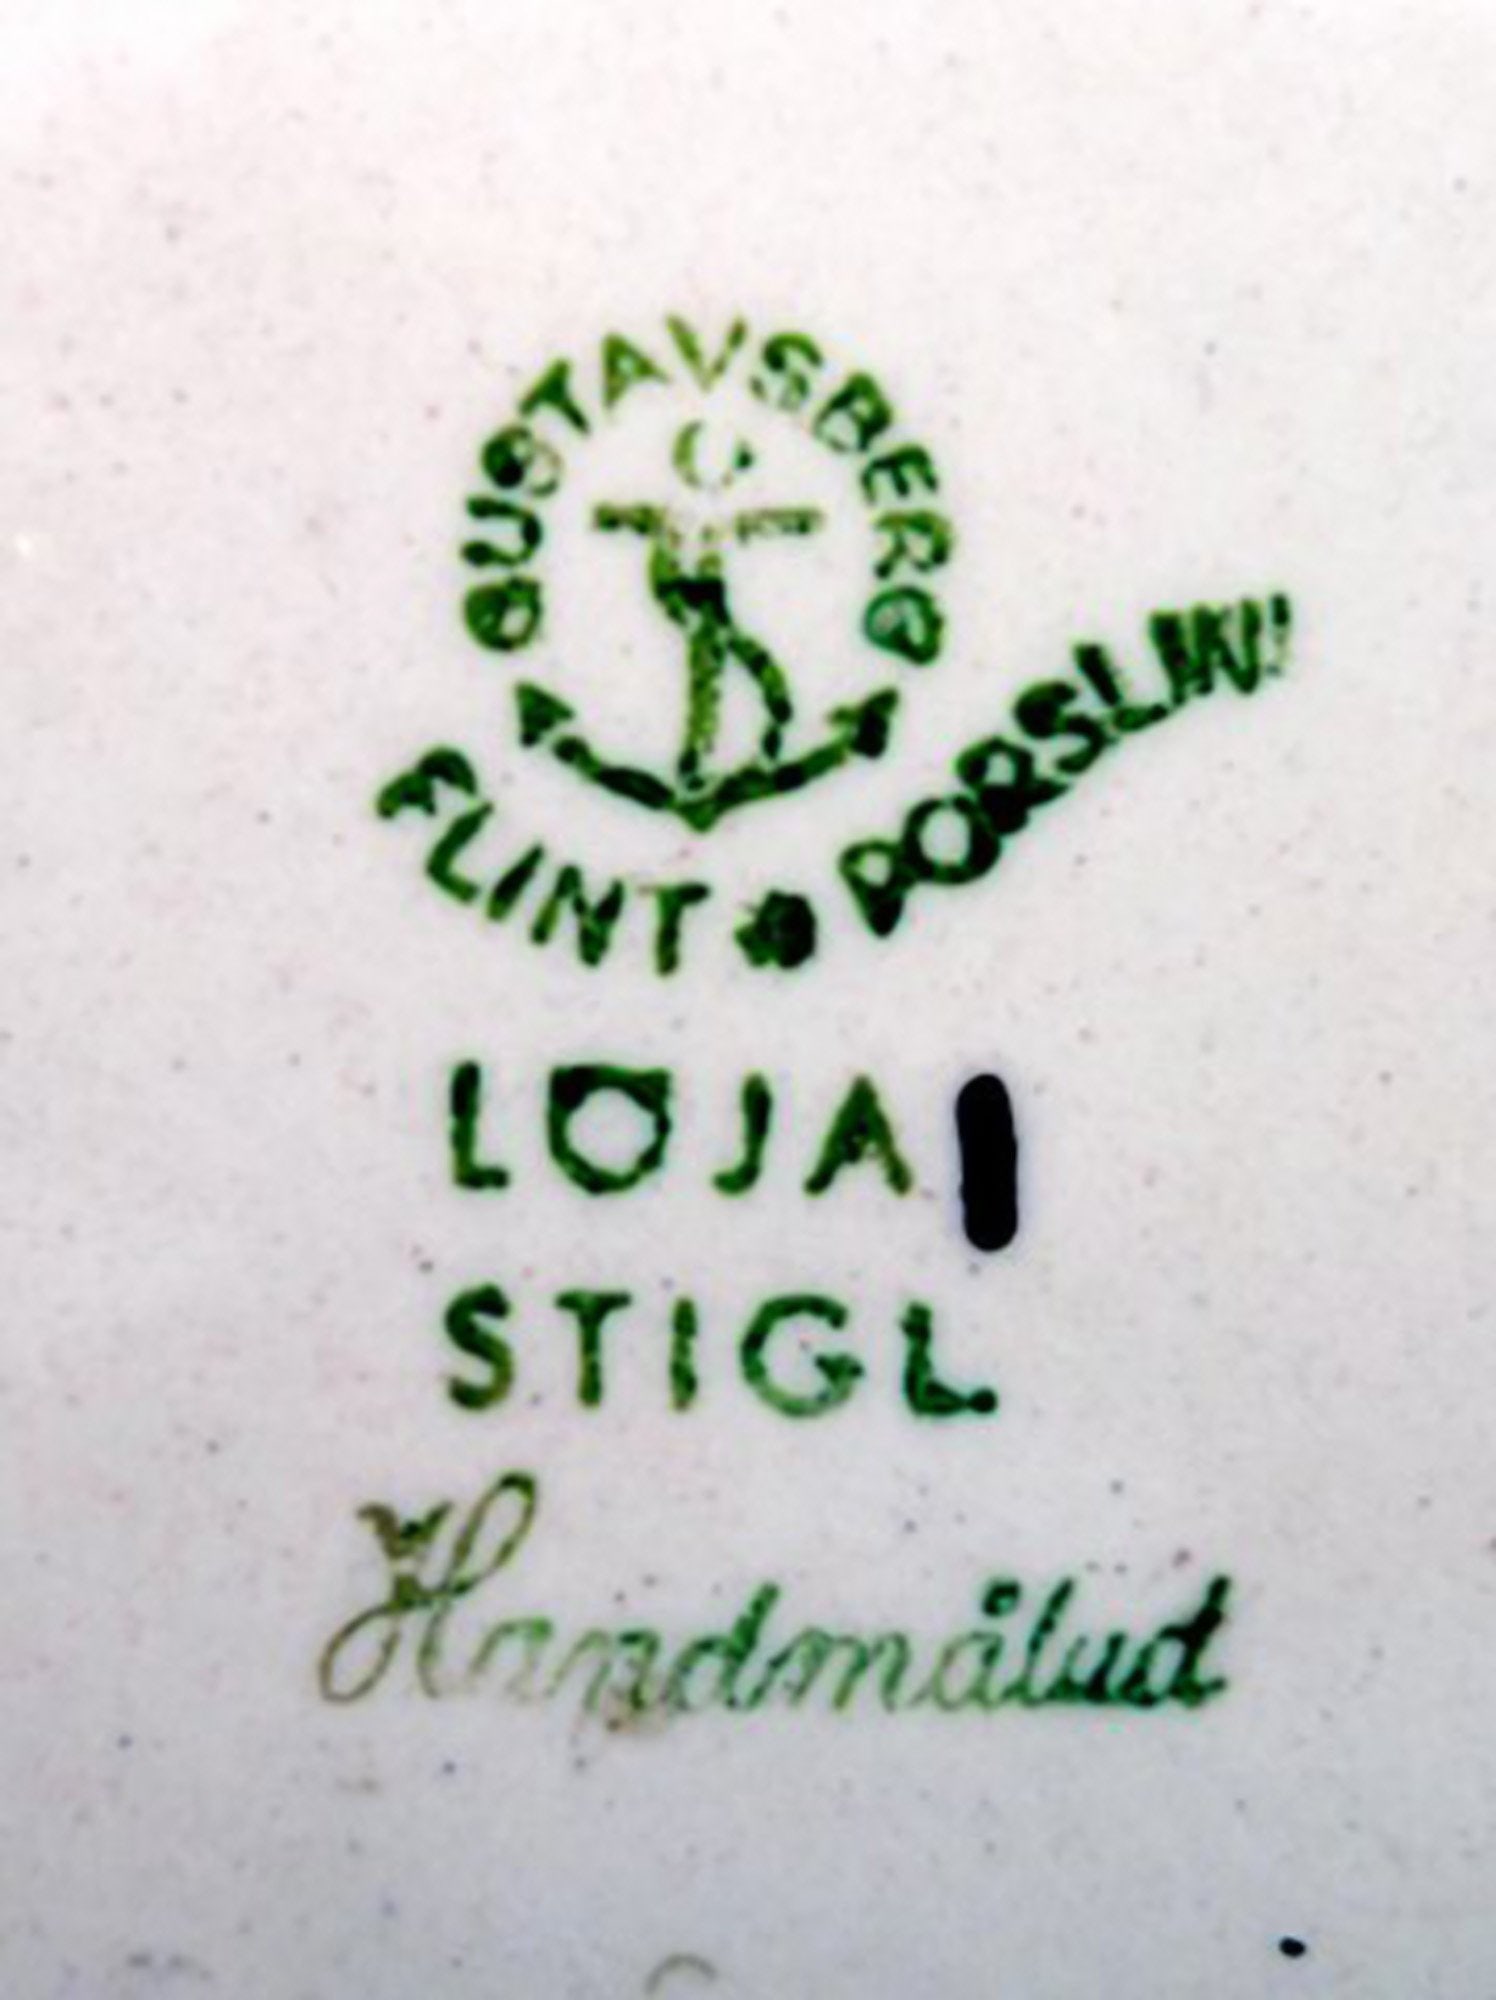 GUSTAVSBERG
FLINT PORSLIN
LÖJA
STIGL.
Handmålad